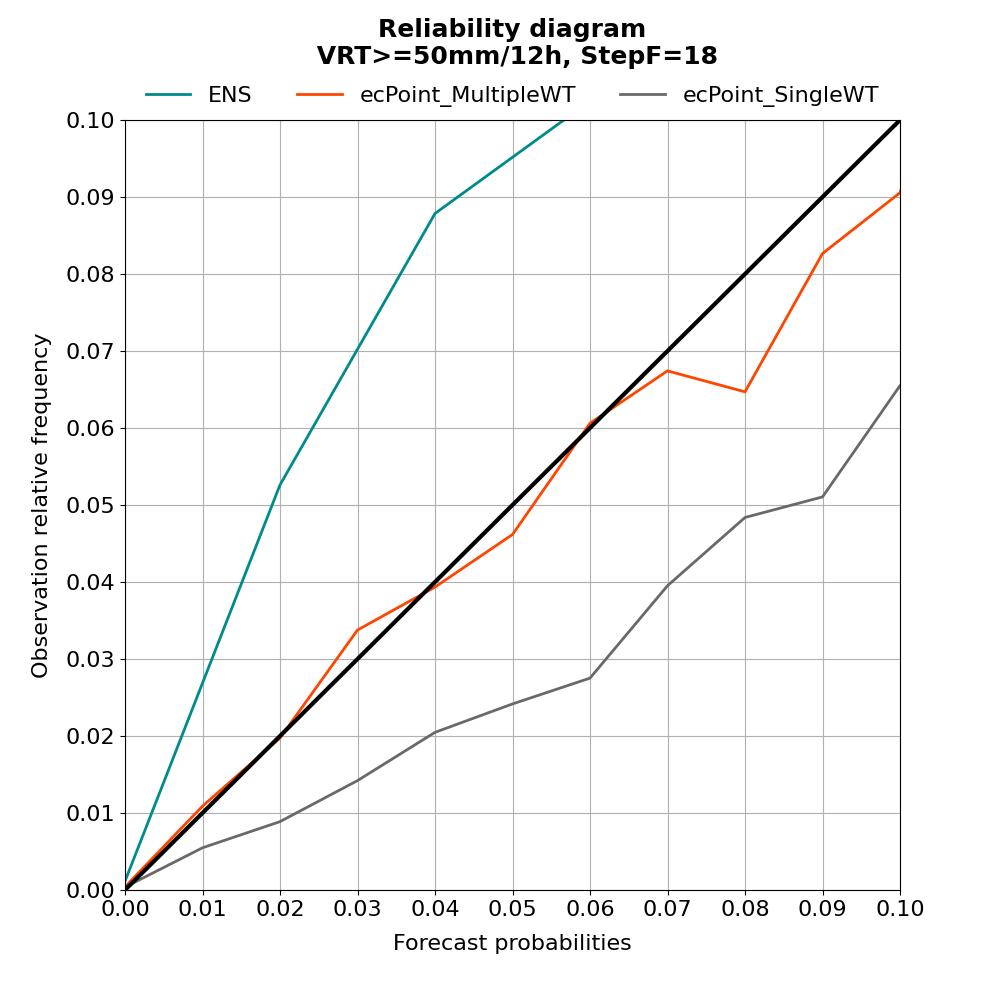 Reliability diagram
VRT>=50mm/12h, StepF=18
ENS ecPoint_MultipleWT ecPoint_SingleWT
0.10
0.09
0.08
0.07
0.06
0.05
0.04
0.03
0.02
0.01
0.00
Observation relative frequency
0.00 0.01 0.02 0.03 0.04 0.05 0.06 0.07 0.08 0.09 0.10
Forecast probabilities